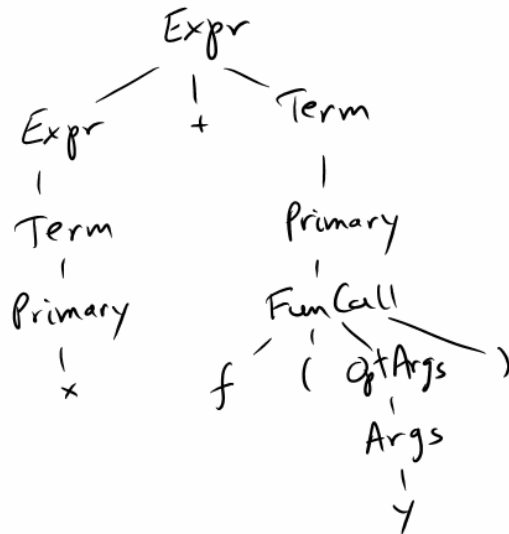 Expr
Expr + Term
Term Primary
Primary FunCall
x f ( OptArgs )
Args
y